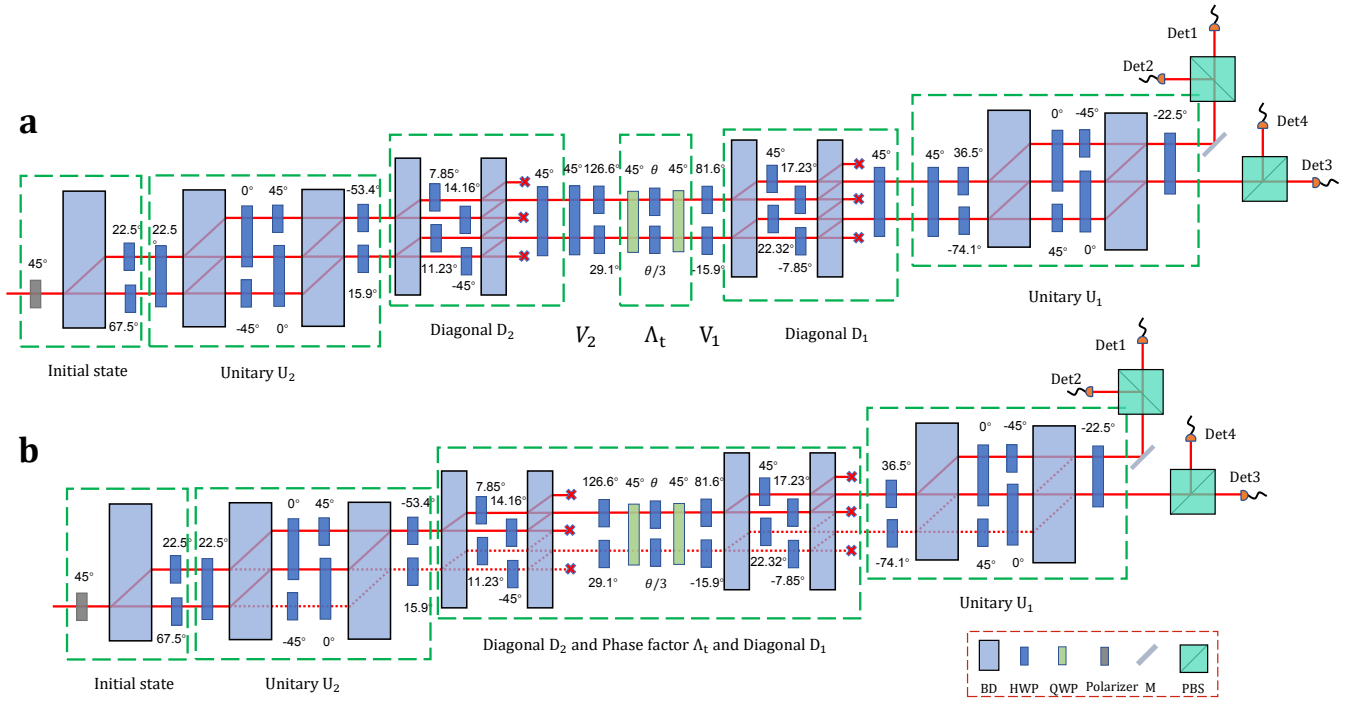 a
45°
22.5°
67.5°
Initial state
22.5°
0°
45°
-45°
0°
-53.4°
15.9°
Unitary U2
7.85°
14.16°
11.23°
-45°
45°
Diagonal D2
45°
126.6°
29.1°
V2
45°
θ
45°
θ/3
Λt
81.6°
-15.9°
V1
45°
17.23°
22.32°
-7.85°
45°
Diagonal D1
45°
36.5°
-74.1°
0°
-45°
45°
0°
-22.5°
Unitary U1
Det1
Det2
Det4
Det3
b
45°
22.5°
67.5°
Initial state
22.5°
0°
45°
-45°
0°
-53.4°
15.9°
Unitary U2
7.85°
14.16°
11.23°
-45°
126.6°
45°
θ
45°
81.6°
29.1°
θ/3
-15.9°
45°
17.23°
22.32°
-7.85°
Diagonal D2 and Phase factor Λt and Diagonal D1
36.5°
-74.1°
0°
-45°
45°
0°
-22.5°
Unitary U1
Det1
Det2
Det4
Det3
BD
HWP
QWP
Polarizer
M
PBS